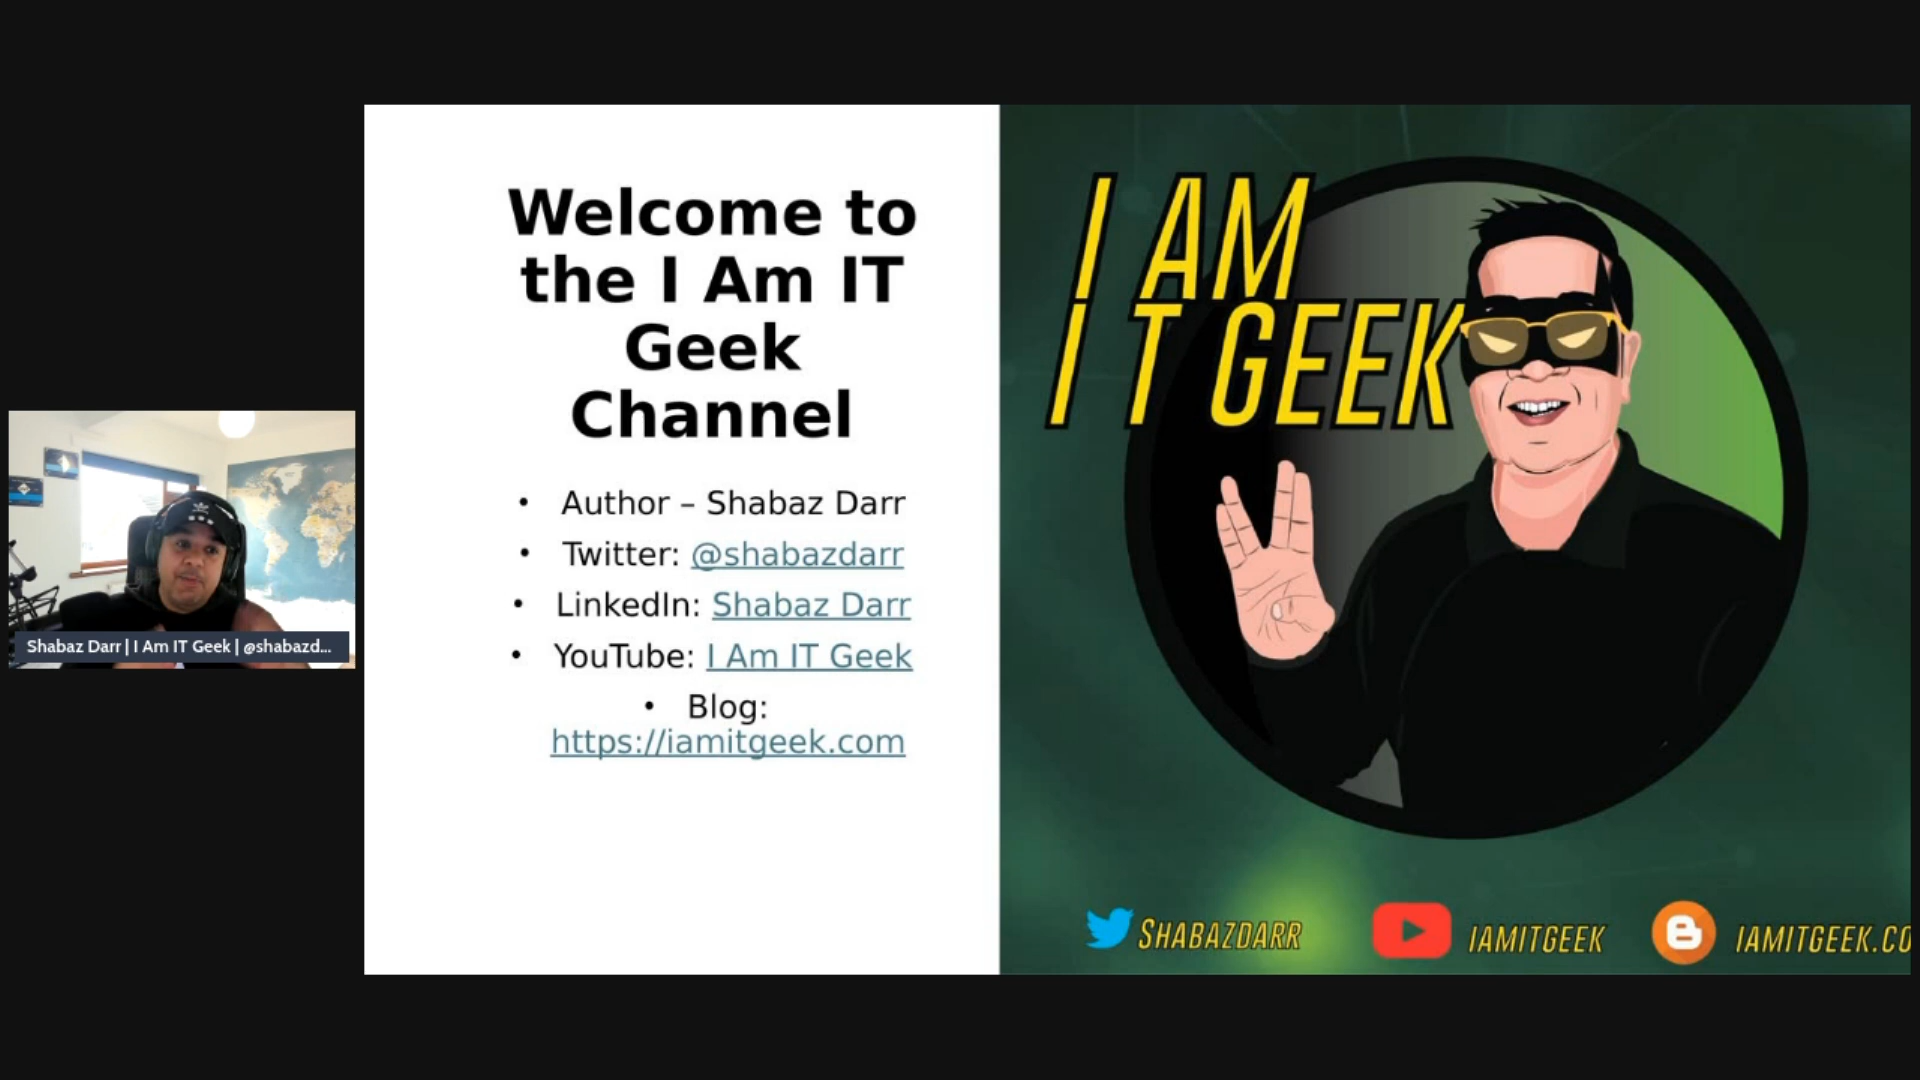 Welcome to
the I Am IT
Geek
Channel
• Author – Shabaz Darr
• Twitter: @shabazdarr
• LinkedIn: Shabaz Darr
• YouTube: I Am IT Geek
• Blog:
https://iamitgeek.com
I AM
IT GEEK
SHABAZDARR
IAMITGEEK
IAMITGEEK.CO
Shabaz Darr | I Am IT Geek | @shabazd...